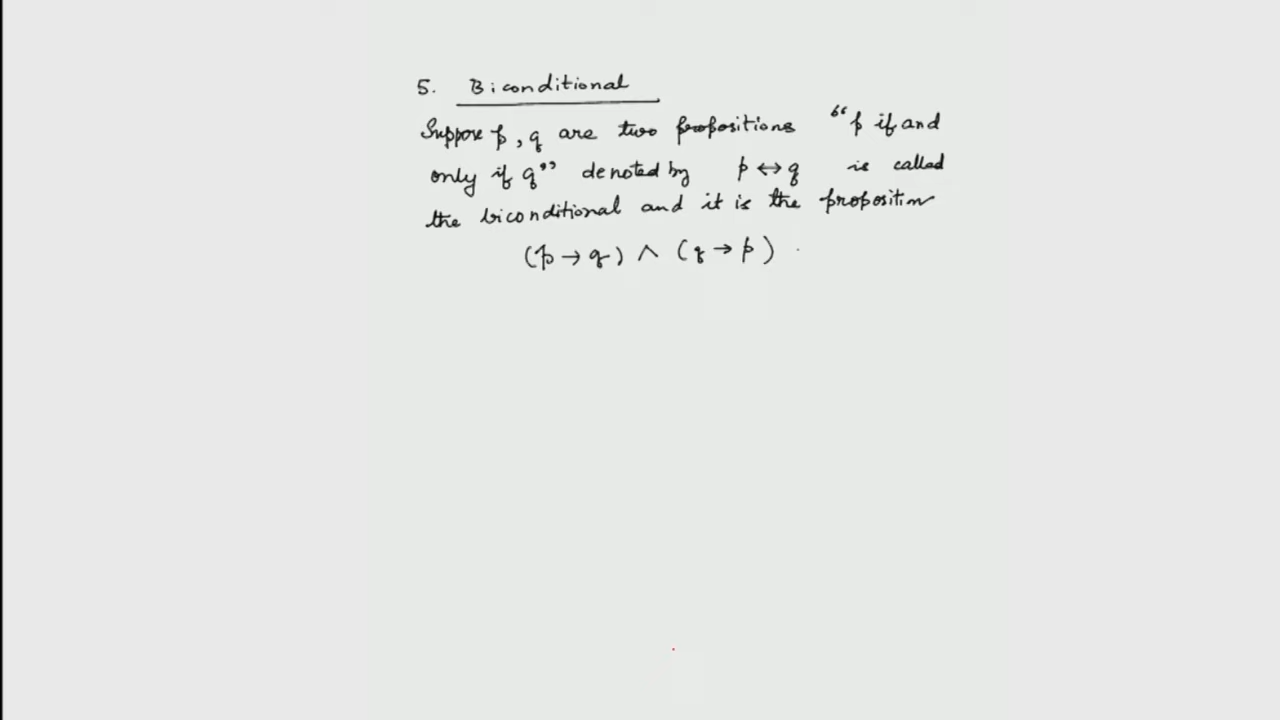 5. Biconditional
Suppose p, q are two propositions “p if and
only if q” denoted by p ↔ q is called
the biconditional and it is the proposition
(p → q) ∧ (q → p).